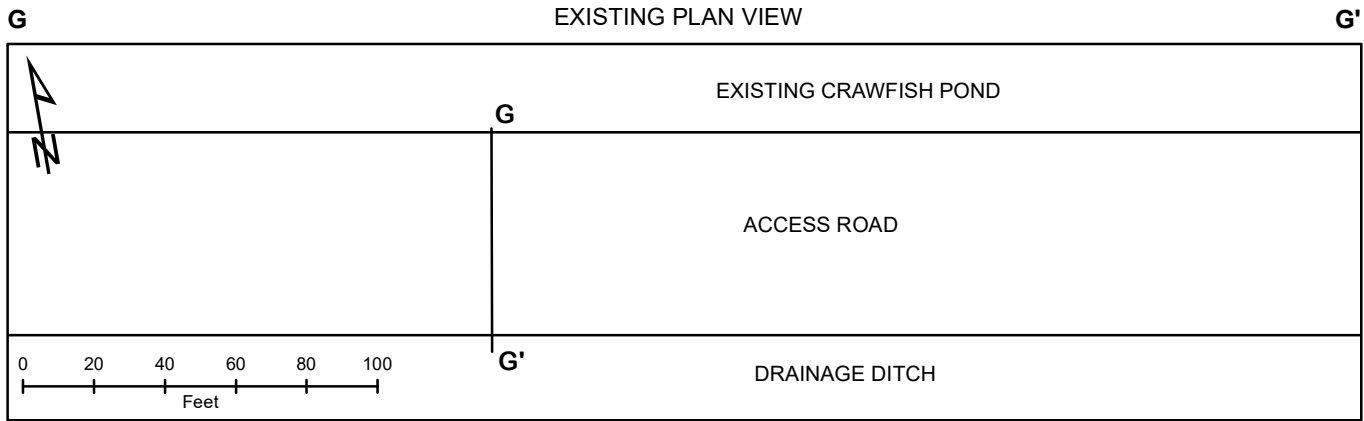 G EXISTING PLAN VIEW G'
EXISTING CRAWFISH POND
G
N
ACCESS ROAD
0 20 40 60 80 100
Feet
G'
DRAINAGE DITCH